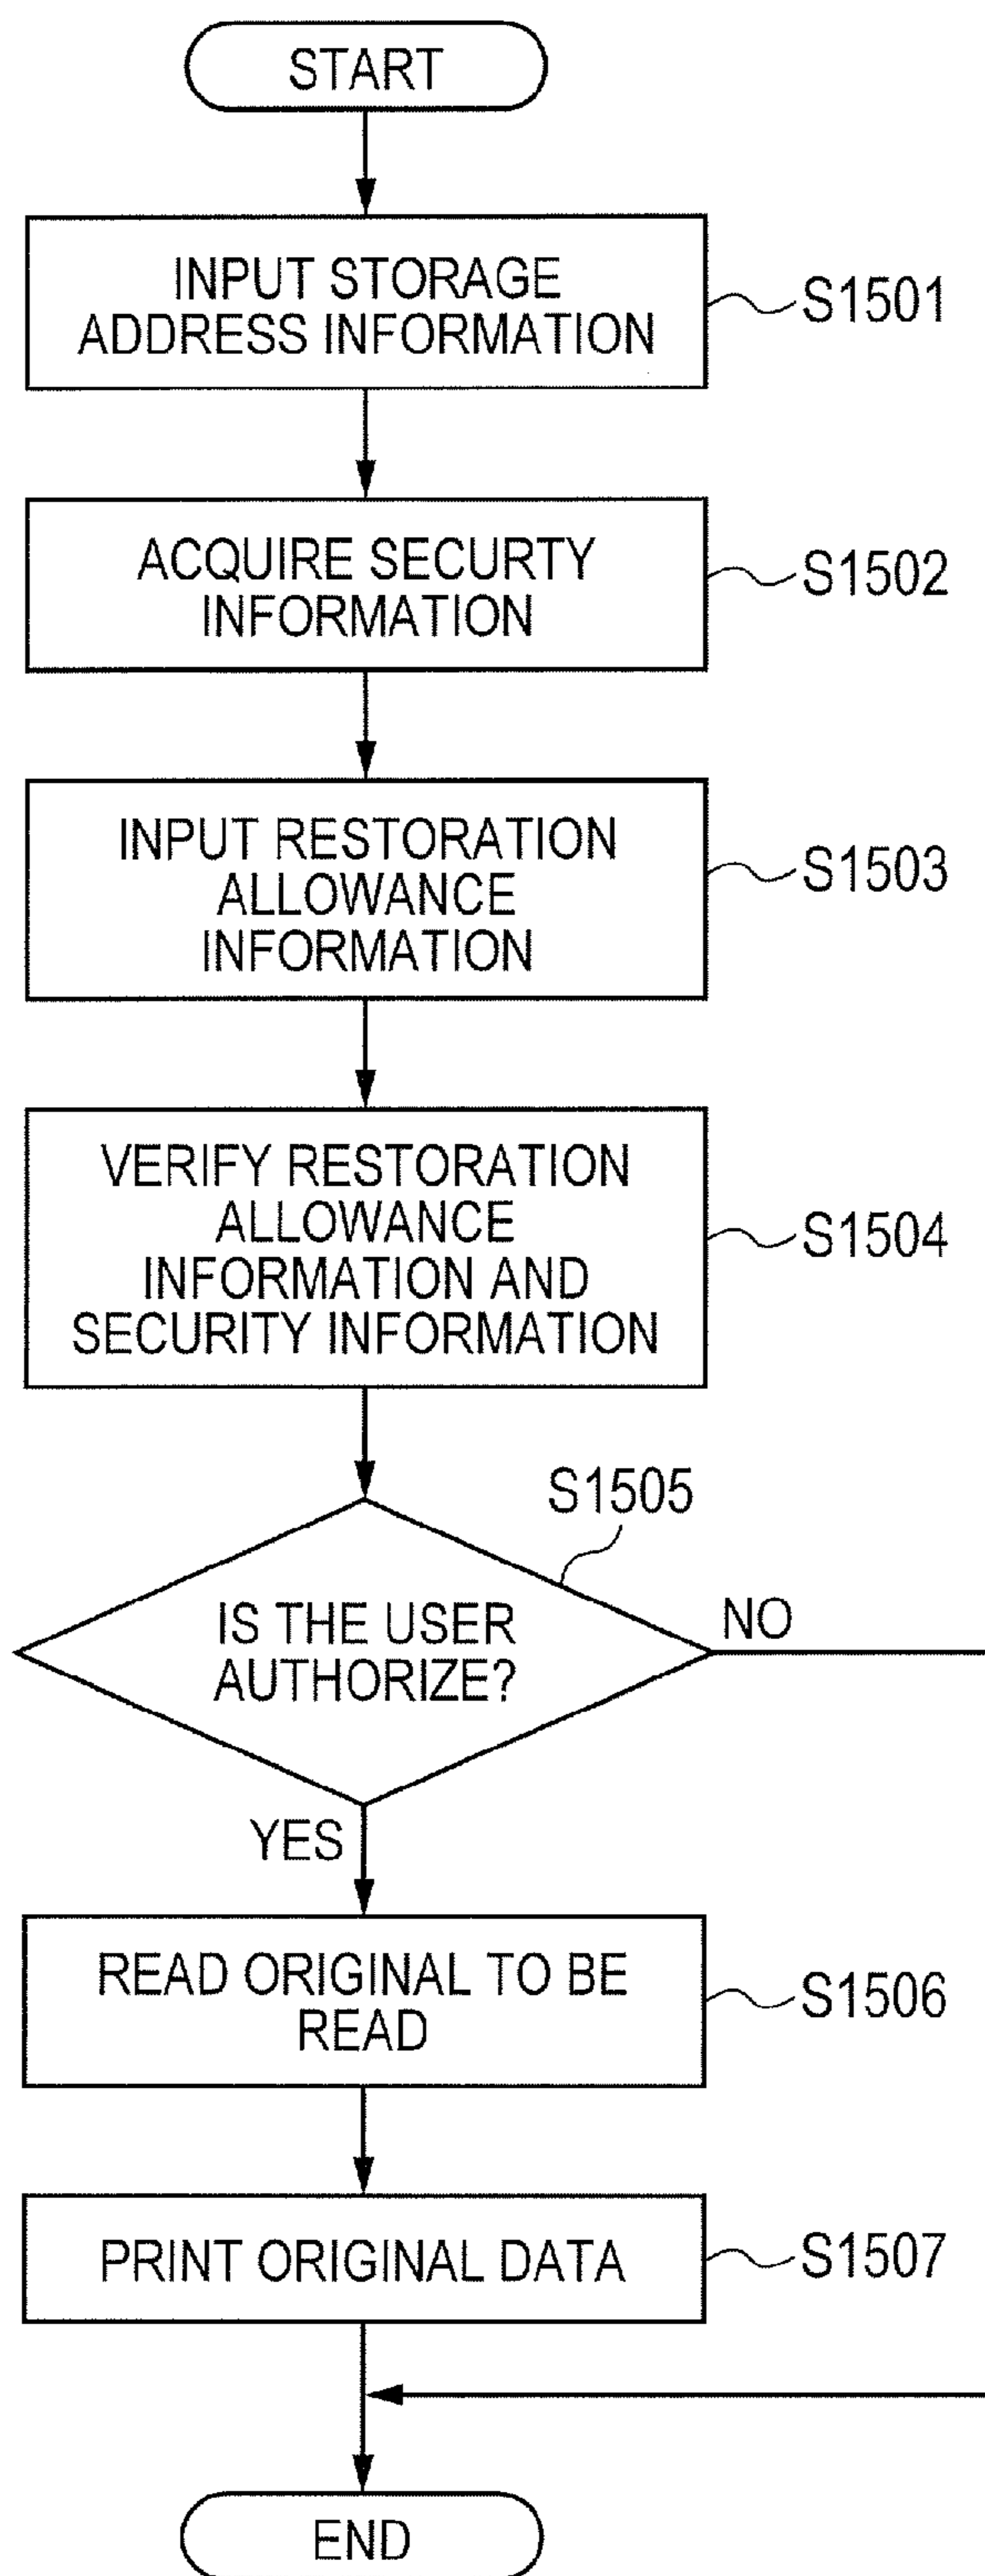 START
INPUT STORAGE
ADDRESS INFORMATION
S1501
ACQUIRE SECURTY
INFORMATION
S1502
INPUT RESTORATION
ALLOWANCE
INFORMATION
S1503
VERIFY RESTORATION
ALLOWANCE
INFORMATION AND
SECURITY INFORMATION
S1504
S1505
IS THE USER
AUTHORIZE?
NO
YES
READ ORIGINAL TO BE
READ
S1506
PRINT ORIGINAL DATA
S1507
END